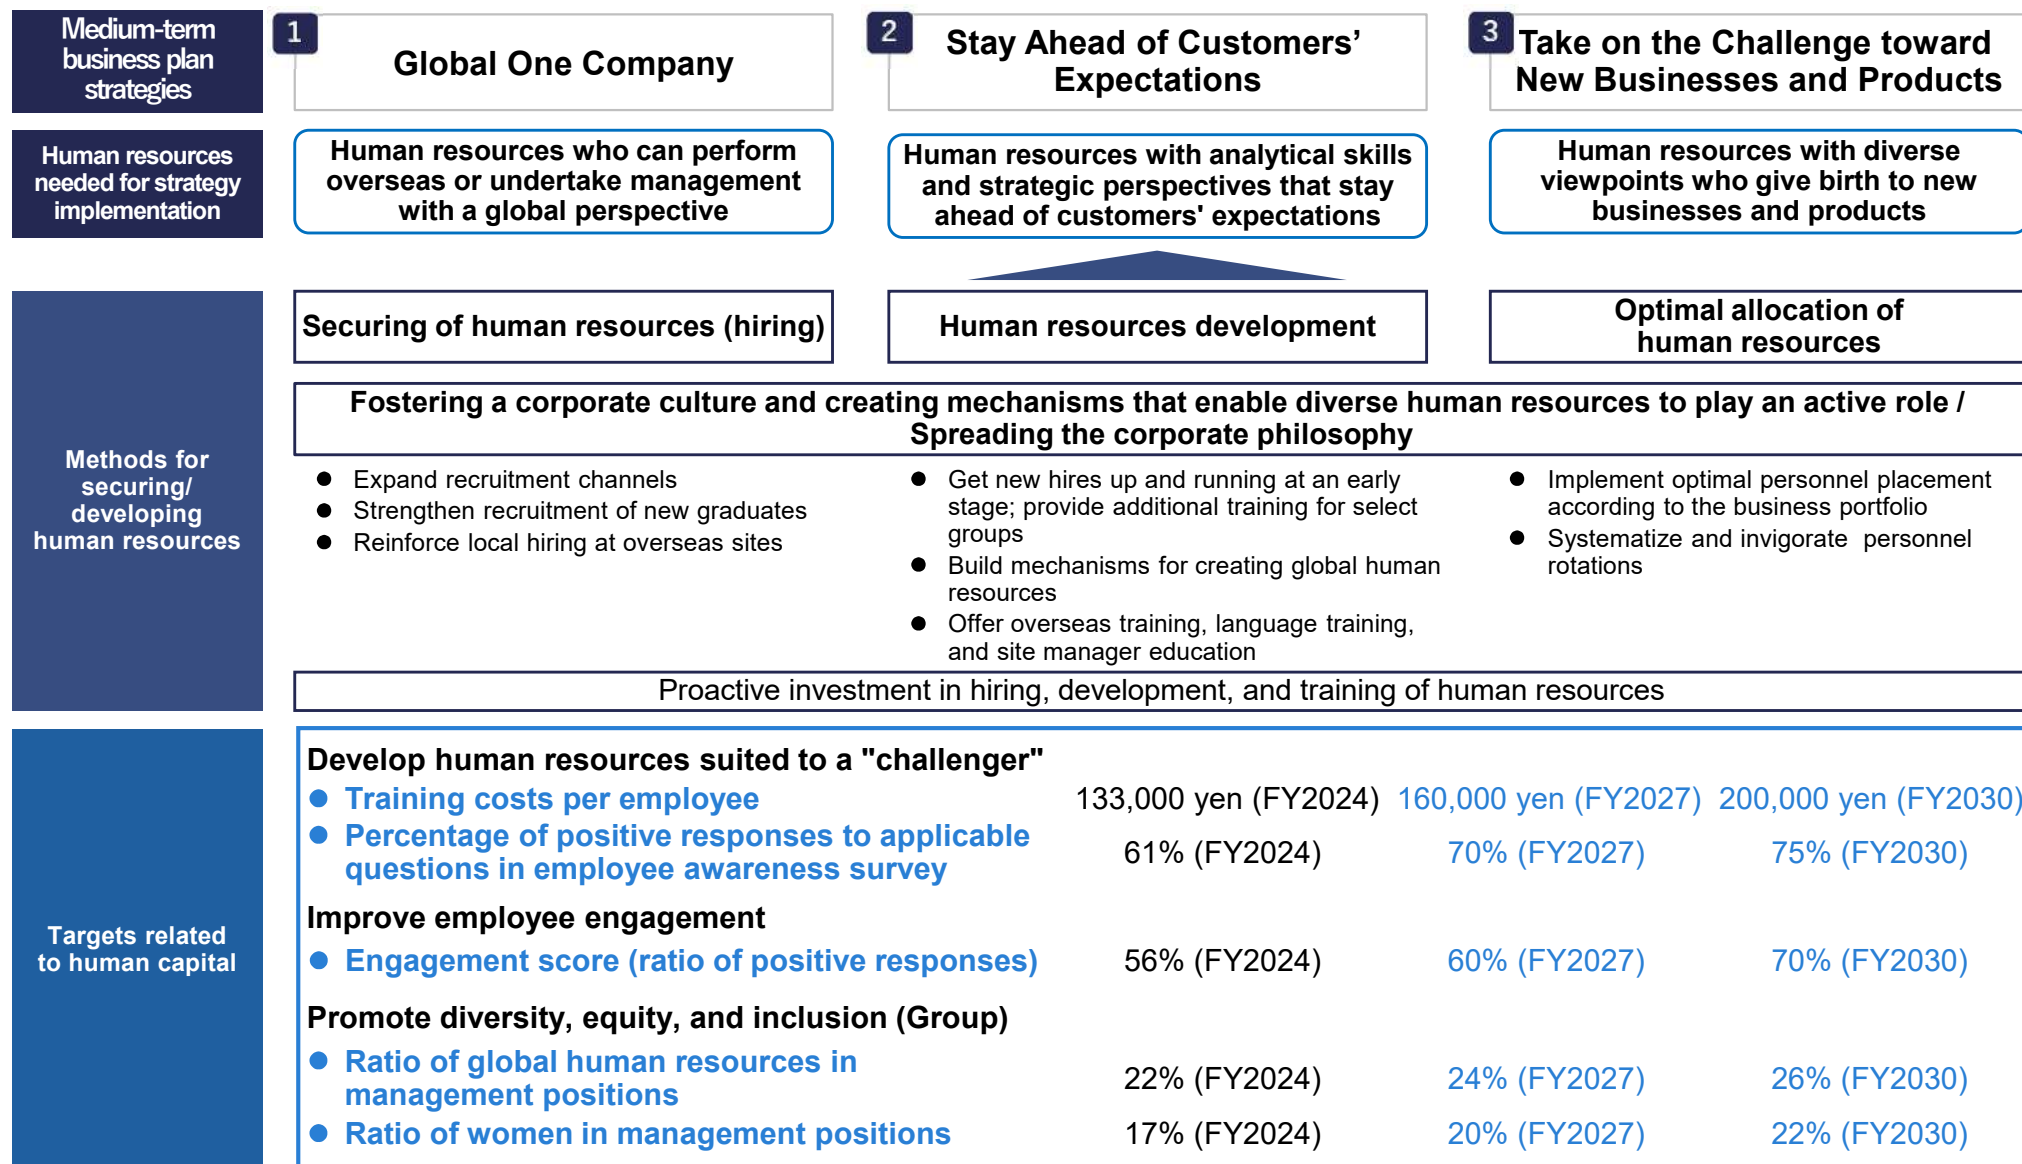 Medium-term
business plan
strategies
1
Global One Company
2
Stay Ahead of Customers’
Expectations
3
Take on the Challenge toward
New Businesses and Products
Human resources
needed for strategy
implementation
Human resources who can perform
overseas or undertake management
with a global perspective
Human resources with analytical skills
and strategic perspectives that stay
ahead of customers' expectations
Human resources with diverse
viewpoints who give birth to new
businesses and products
Methods for
securing/
developing
human resources
Securing of human resources (hiring)
Human resources development
Optimal allocation of
human resources
Fostering a corporate culture and creating mechanisms that enable diverse human resources to play an active role /
Spreading the corporate philosophy
● Expand recruitment channels
● Strengthen recruitment of new graduates
● Reinforce local hiring at overseas sites
● Get new hires up and running at an early
stage; provide additional training for select
groups
● Build mechanisms for creating global human
resources
● Offer overseas training, language training,
and site manager education
● Implement optimal personnel placement
according to the business portfolio
● Systematize and invigorate personnel
rotations
Proactive investment in hiring, development, and training of human resources
Targets related
to human capital
Develop human resources suited to a "challenger"
● Training costs per employee 133,000 yen (FY2024) 160,000 yen (FY2027) 200,000 yen (FY2030)
● Percentage of positive responses to applicable
questions in employee awareness survey 61% (FY2024) 70% (FY2027) 75% (FY2030)
Improve employee engagement
● Engagement score (ratio of positive responses) 56% (FY2024) 60% (FY2027) 70% (FY2030)
Promote diversity, equity, and inclusion (Group)
● Ratio of global human resources in
management positions 22% (FY2024) 24% (FY2027) 26% (FY2030)
● Ratio of women in management positions 17% (FY2024) 20% (FY2027) 22% (FY2030)